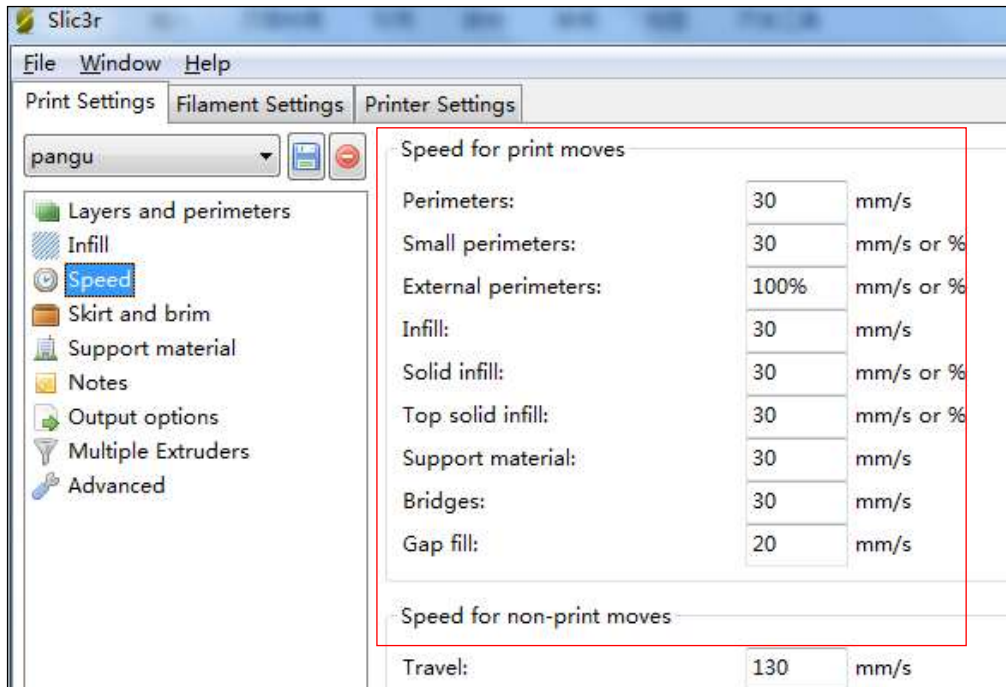 Slic3r
File Window Help
Print Settings Filament Settings Printer Settings
pangu
Layers and perimeters
Infill
Speed
Skirt and brim
Support material
Notes
Output options
Multiple Extruders
Advanced
Speed for print moves
Perimeters: 30 mm/s
Small perimeters: 30 mm/s or %
External perimeters: 100% mm/s or %
Infill: 30 mm/s
Solid infill: 30 mm/s or %
Top solid infill: 30 mm/s or %
Support material: 30 mm/s
Bridges: 30 mm/s
Gap fill: 20 mm/s
Speed for non-print moves
Travel: 130 mm/s